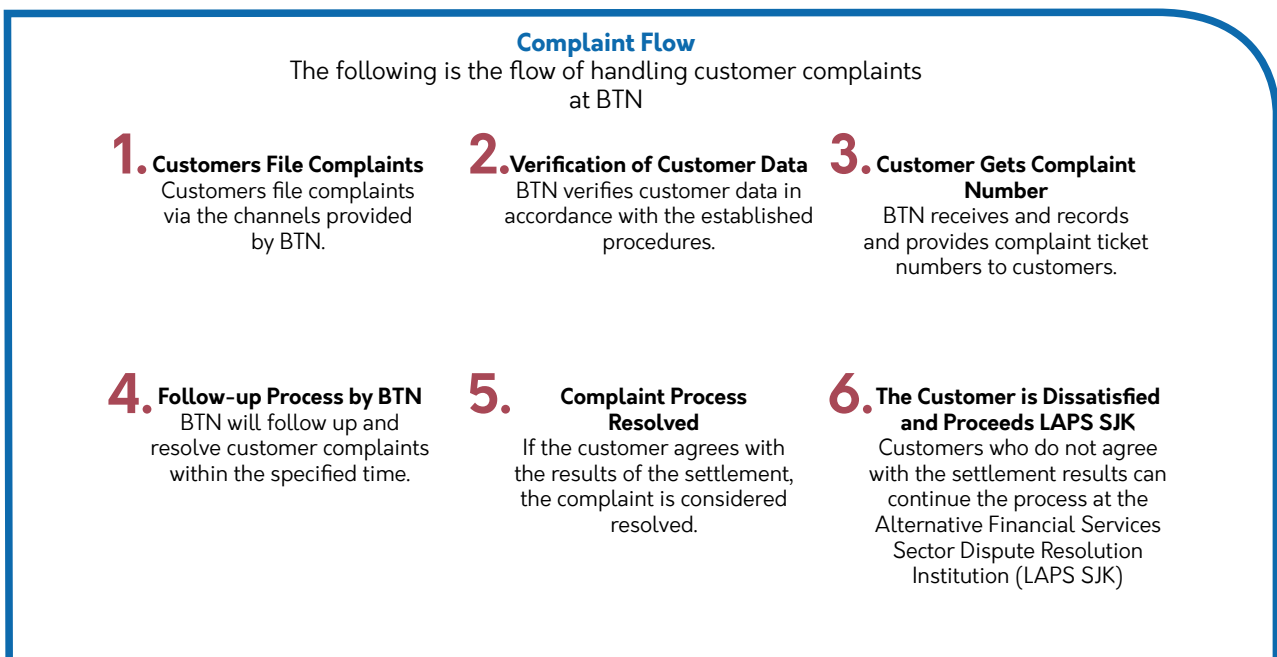 Complaint Flow
The following is the flow of handling customer complaints
at BTN
1. Customers File Complaints
Customers file complaints
via the channels provided
by BTN.
2. Verification of Customer Data
BTN verifies customer data in
accordance with the established
procedures.
3. Customer Gets Complaint
Number
BTN receives and records
and provides complaint ticket
numbers to customers.
4. Follow-up Process by BTN
BTN will follow up and
resolve customer complaints
within the specified time.
5. Complaint Process
Resolved
If the customer agrees with
the results of the settlement,
the complaint is considered
resolved.
6. The Customer is Dissatisfied
and Proceeds LAPS SJK
Customers who do not agree
with the settlement results can
continue the process at the
Alternative Financial Services
Sector Dispute Resolution
Institution (LAPS SJK)